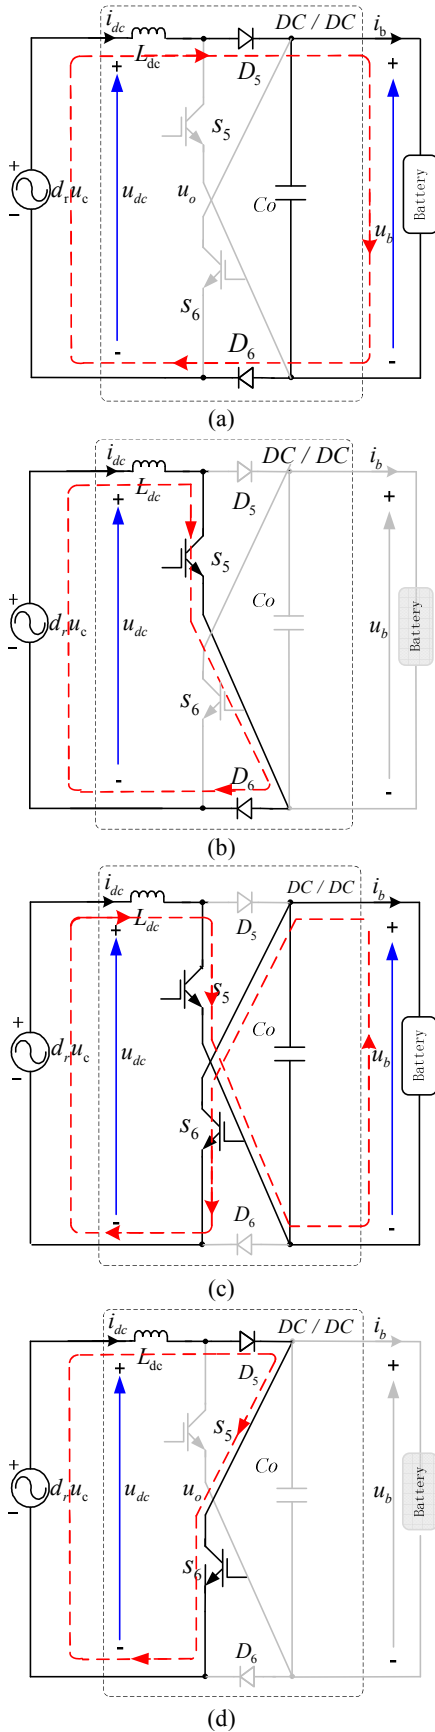 i_dc DC / DC i_b
+ L_dc D_5 +
s_5
+ d_r u_c u_dc u_o Co Battery
- u_b
s_6
- D_6 -
(a)
i_dc DC / DC i_b
+ L_dc D_5 +
s_5
+ Co
d_r u_c u_dc u_b Battery
- s_6
- D_6 -
(b)
i_dc DC / DC i_b
+ L_dc D_5 +
s_5
+ Co
d_r u_c u_dc u_b Battery
- s_6
- D_6 -
(c)
i_dc DC / DC i_b
+ L_dc D_5 +
s_5
+ Co
d_r u_c u_dc u_o u_b Battery
- s_6
- D_6 -
(d)